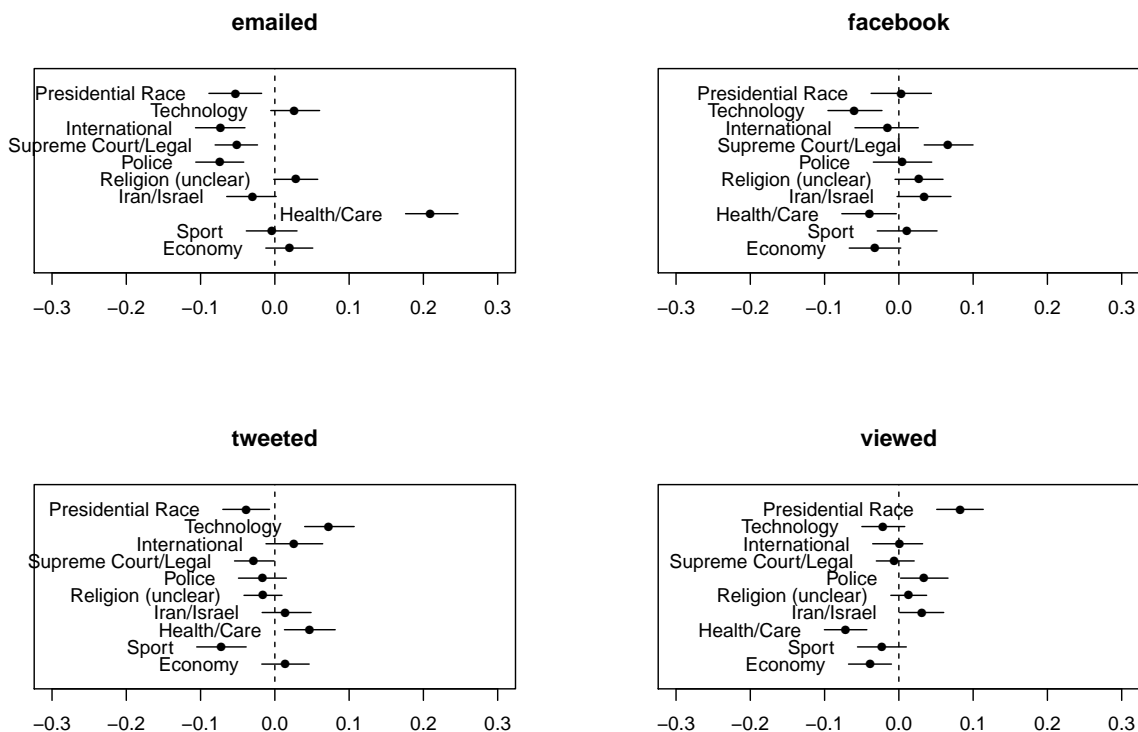 emailed
Presidential Race
Technology
International
Supreme Court/Legal
Police
Religion (unclear)
Iran/Israel
Health/Care
Sport
Economy
−0.3 −0.2 −0.1 0.0 0.1 0.2 0.3
facebook
Presidential Race
Technology
International
Supreme Court/Legal
Police
Religion (unclear)
Iran/Israel
Health/Care
Sport
Economy
−0.3 −0.2 −0.1 0.0 0.1 0.2 0.3
tweeted
Presidential Race
Technology
International
Supreme Court/Legal
Police
Religion (unclear)
Iran/Israel
Health/Care
Sport
Economy
−0.3 −0.2 −0.1 0.0 0.1 0.2 0.3
viewed
Presidential Race
Technology
International
Supreme Court/Legal
Police
Religion (unclear)
Iran/Israel
Health/Care
Sport
Economy
−0.3 −0.2 −0.1 0.0 0.1 0.2 0.3